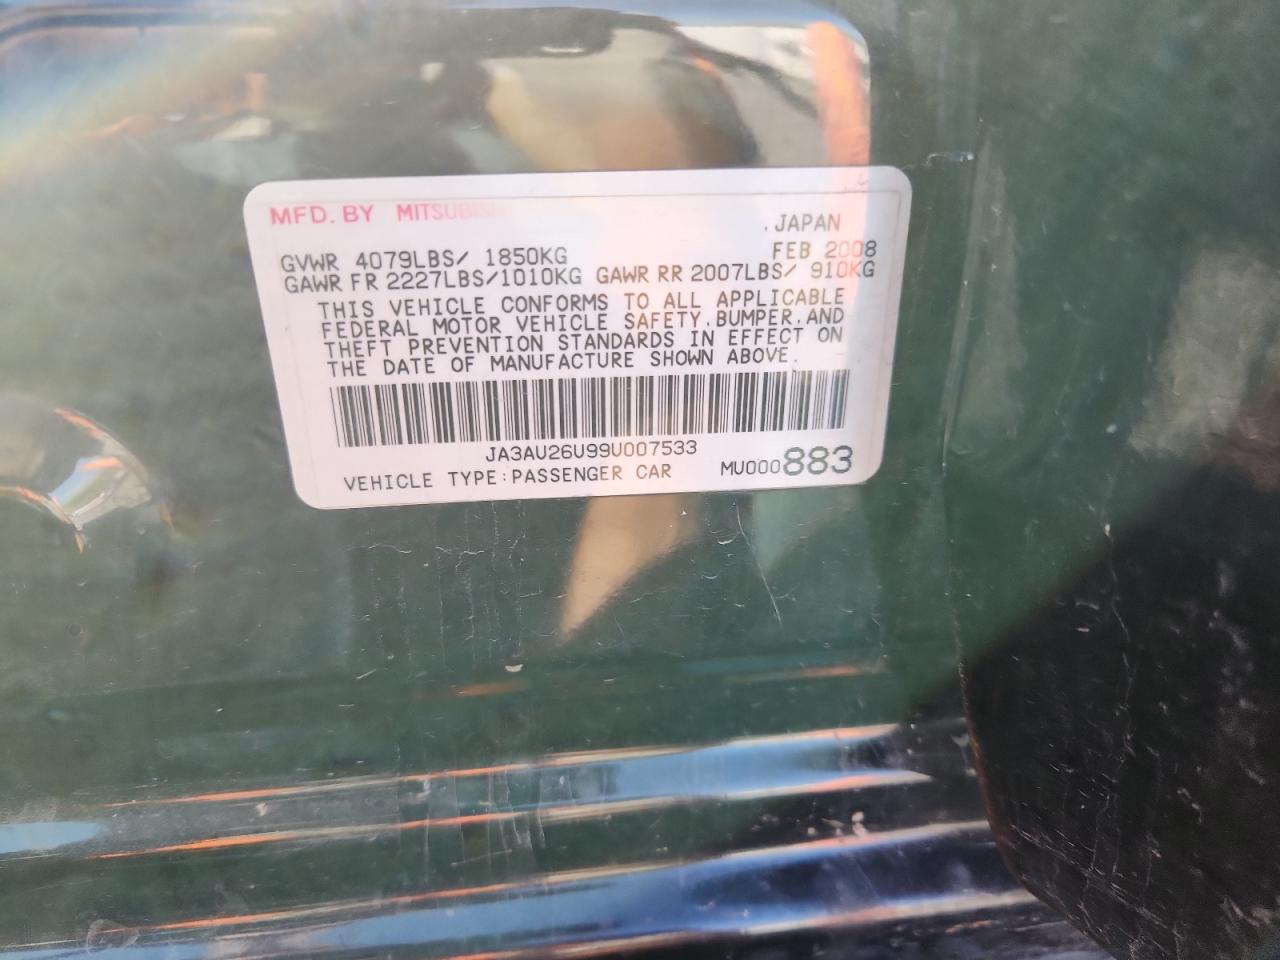 MFD. BY MITSUBISHI
. JAPAN
GVWR 4079LBS/ 1850KG FEB 2008
GAWR FR 2227LBS/1010KG GAWR RR 2007LBS/ 910KG
THIS VEHICLE CONFORMS TO ALL APPLICABLE
FEDERAL MOTOR VEHICLE SAFETY, BUMPER, AND
THEFT PREVENTION STANDARDS IN EFFECT ON
THE DATE OF MANUFACTURE SHOWN ABOVE.
JA3AU26U99U007533
VEHICLE TYPE:PASSENGER CAR MU000883